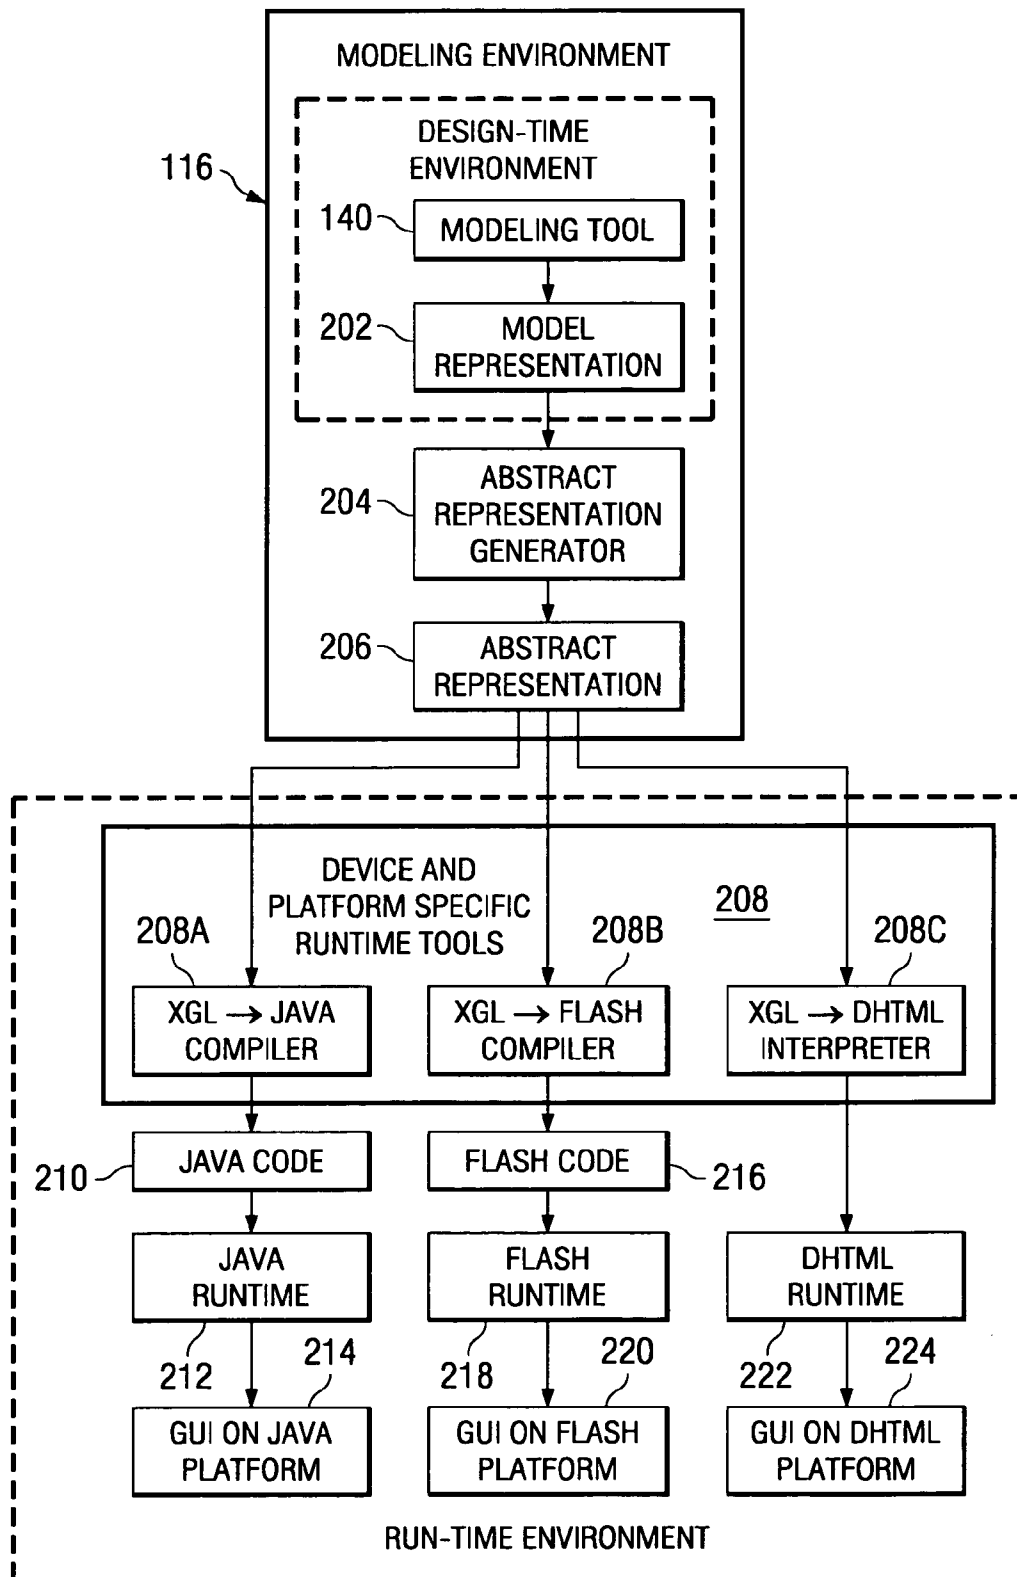 MODELING ENVIRONMENT
DESIGN-TIME
ENVIRONMENT
116
140
MODELING TOOL
202
MODEL
REPRESENTATION
204
ABSTRACT
REPRESENTATION
GENERATOR
206
ABSTRACT
REPRESENTATION
DEVICE AND
PLATFORM SPECIFIC
RUNTIME TOOLS
208
208A
208B
208C
XGL → JAVA
COMPILER
XGL → FLASH
COMPILER
XGL → DHTML
INTERPRETER
210
JAVA CODE
FLASH CODE
216
JAVA
RUNTIME
FLASH
RUNTIME
DHTML
RUNTIME
212
214
218
220
222
224
GUI ON JAVA
PLATFORM
GUI ON FLASH
PLATFORM
GUI ON DHTML
PLATFORM
RUN-TIME ENVIRONMENT